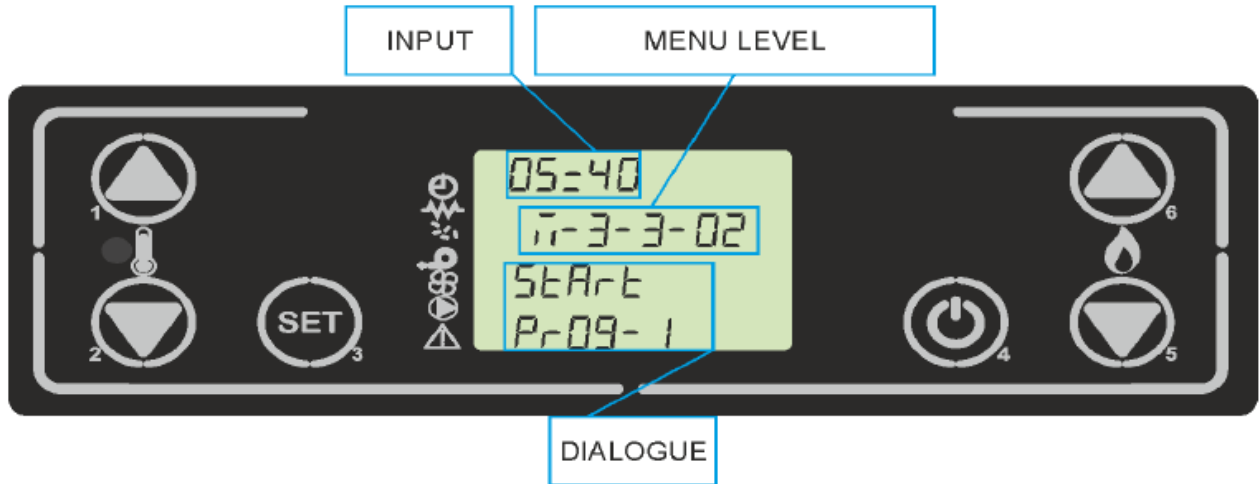 INPUT
MENU LEVEL
05:40
m-3-3-02
StArt
Pr09-1
1
2
SET
3
4
5
6
DIALOGUE